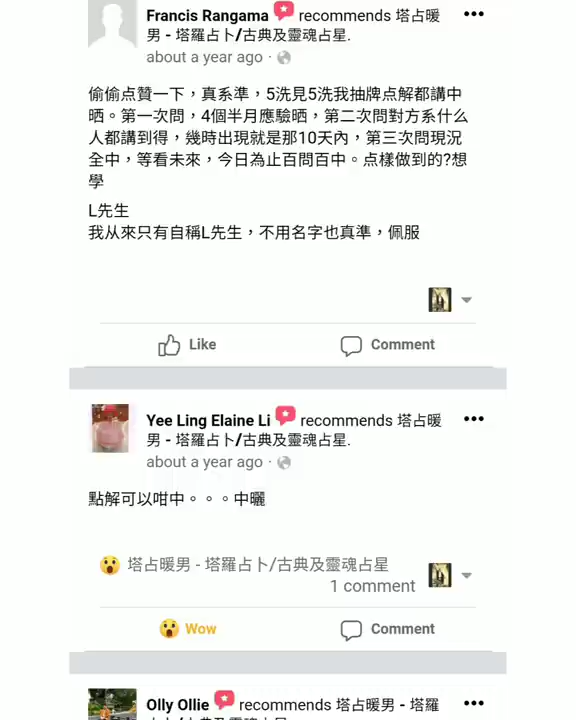 Francis Rangama recommends 塔占暖
男 - 塔羅占卜/古典及靈魂占星.
about a year ago ·
偷偷点贊一下，真系準，5洗見5洗我抽牌点解都講中
晒。第一次問，4個半月應驗晒，第二次問對方系什么
人都講到得，幾時出現就是那10天內，第三次問現況
全中，等看未來，今日為止百問百中。点樣做到的?想
學
L先生
我从來只有自稱L先生，不用名字也真準，佩服
Like Comment
Yee Ling Elaine Li recommends 塔占暖
男 - 塔羅占卜/古典及靈魂占星.
about a year ago ·
點解可以咁中。。。中曬
塔占暖男 - 塔羅占卜/古典及靈魂占星
1 comment
Wow Comment
Olly Ollie recommends 塔占暖男 - 塔羅